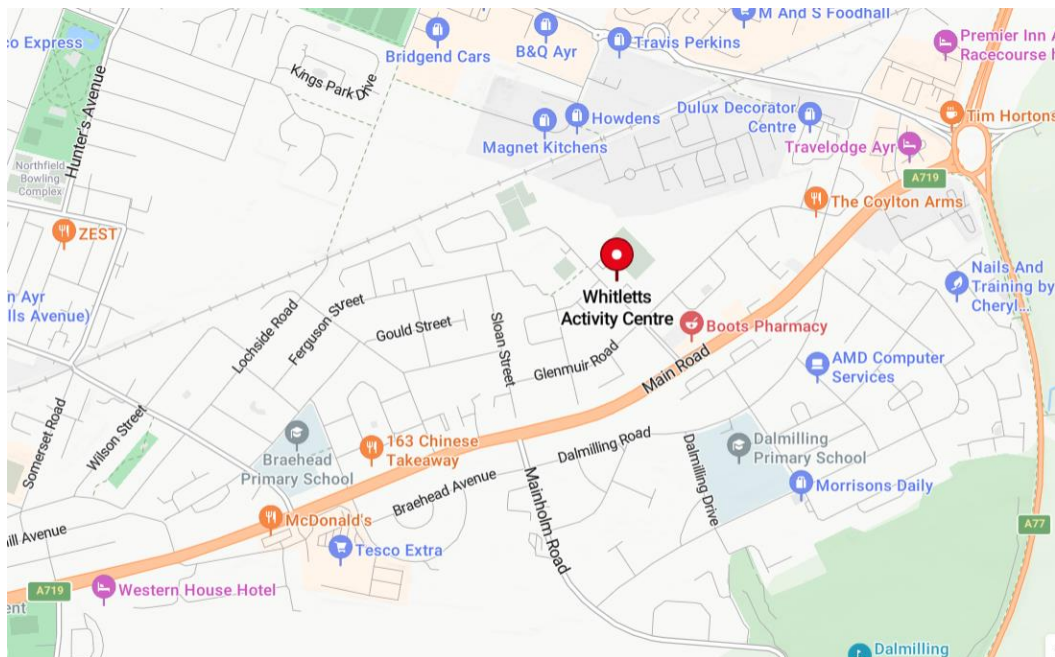 M And S Foodhall
co Express
Bridgend Cars
B&Q Ayr
Travis Perkins
Premier Inn A
Racecourse h
Kings Park Drive
Hunter's Avenue
Howdens
Magnet Kitchens
Dulux Decorator
Centre
Tim Hortons
Travelodge Ayr
A719
Northfield
Bowling
Complex
The Coylton Arms
ZEST
n Ayr
lls Avenue)
Whitletts
Activity Centre
Nails And
Training by
Cheryl...
Boots Pharmacy
Lochside Road
Ferguson Street
Gould Street
Sloan Street
Glenmuir Road
Main Road
AMD Computer
Services
Somerset Road
Wilson Street
Braehead
Primary School
163 Chinese
Takeaway
Dalmilling Road
Dalmilling Drive
Dalmilling
Primary School
Braehead Avenue
Mainholm Road
Morrisons Daily
McDonald's
ill Avenue
Tesco Extra
A77
A719
Western House Hotel
ent
Dalmilling